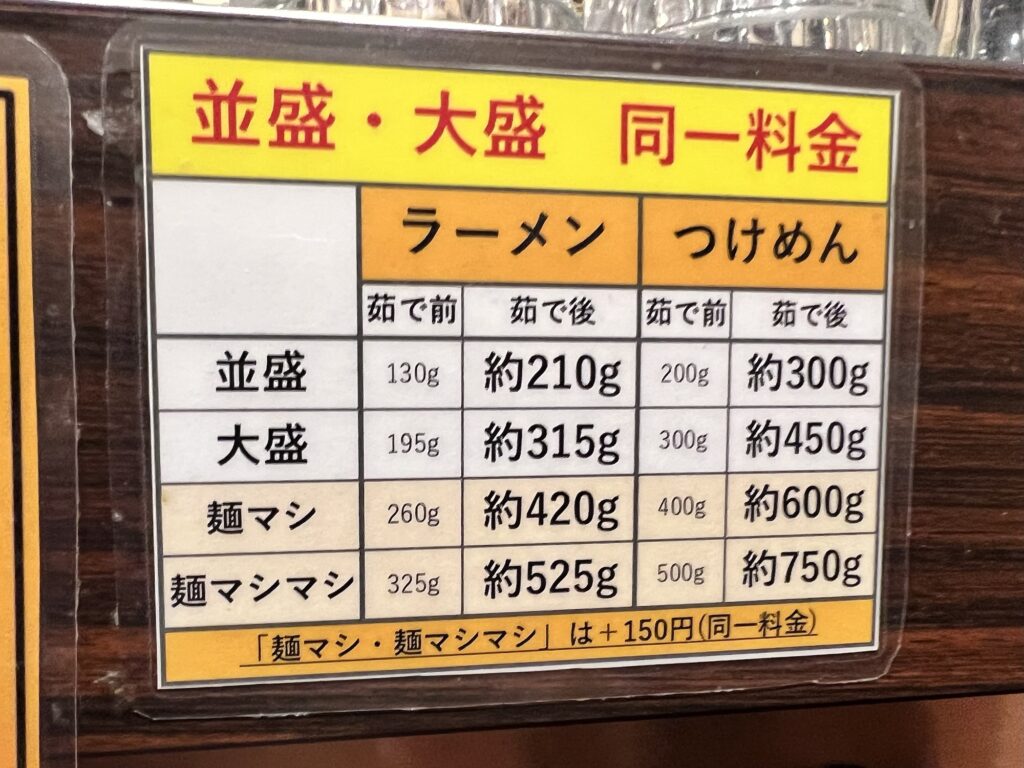 並盛・大盛　同一料金
ラーメン　つけめん
茹で前　茹で後　茹で前　茹で後
並盛　130g　約210g　200g　約300g
大盛　195g　約315g　300g　約450g
麺マシ　260g　約420g　400g　約600g
麺マシマシ　325g　約525g　500g　約750g
「麺マシ・麺マシマシ」は＋150円(同一料金)